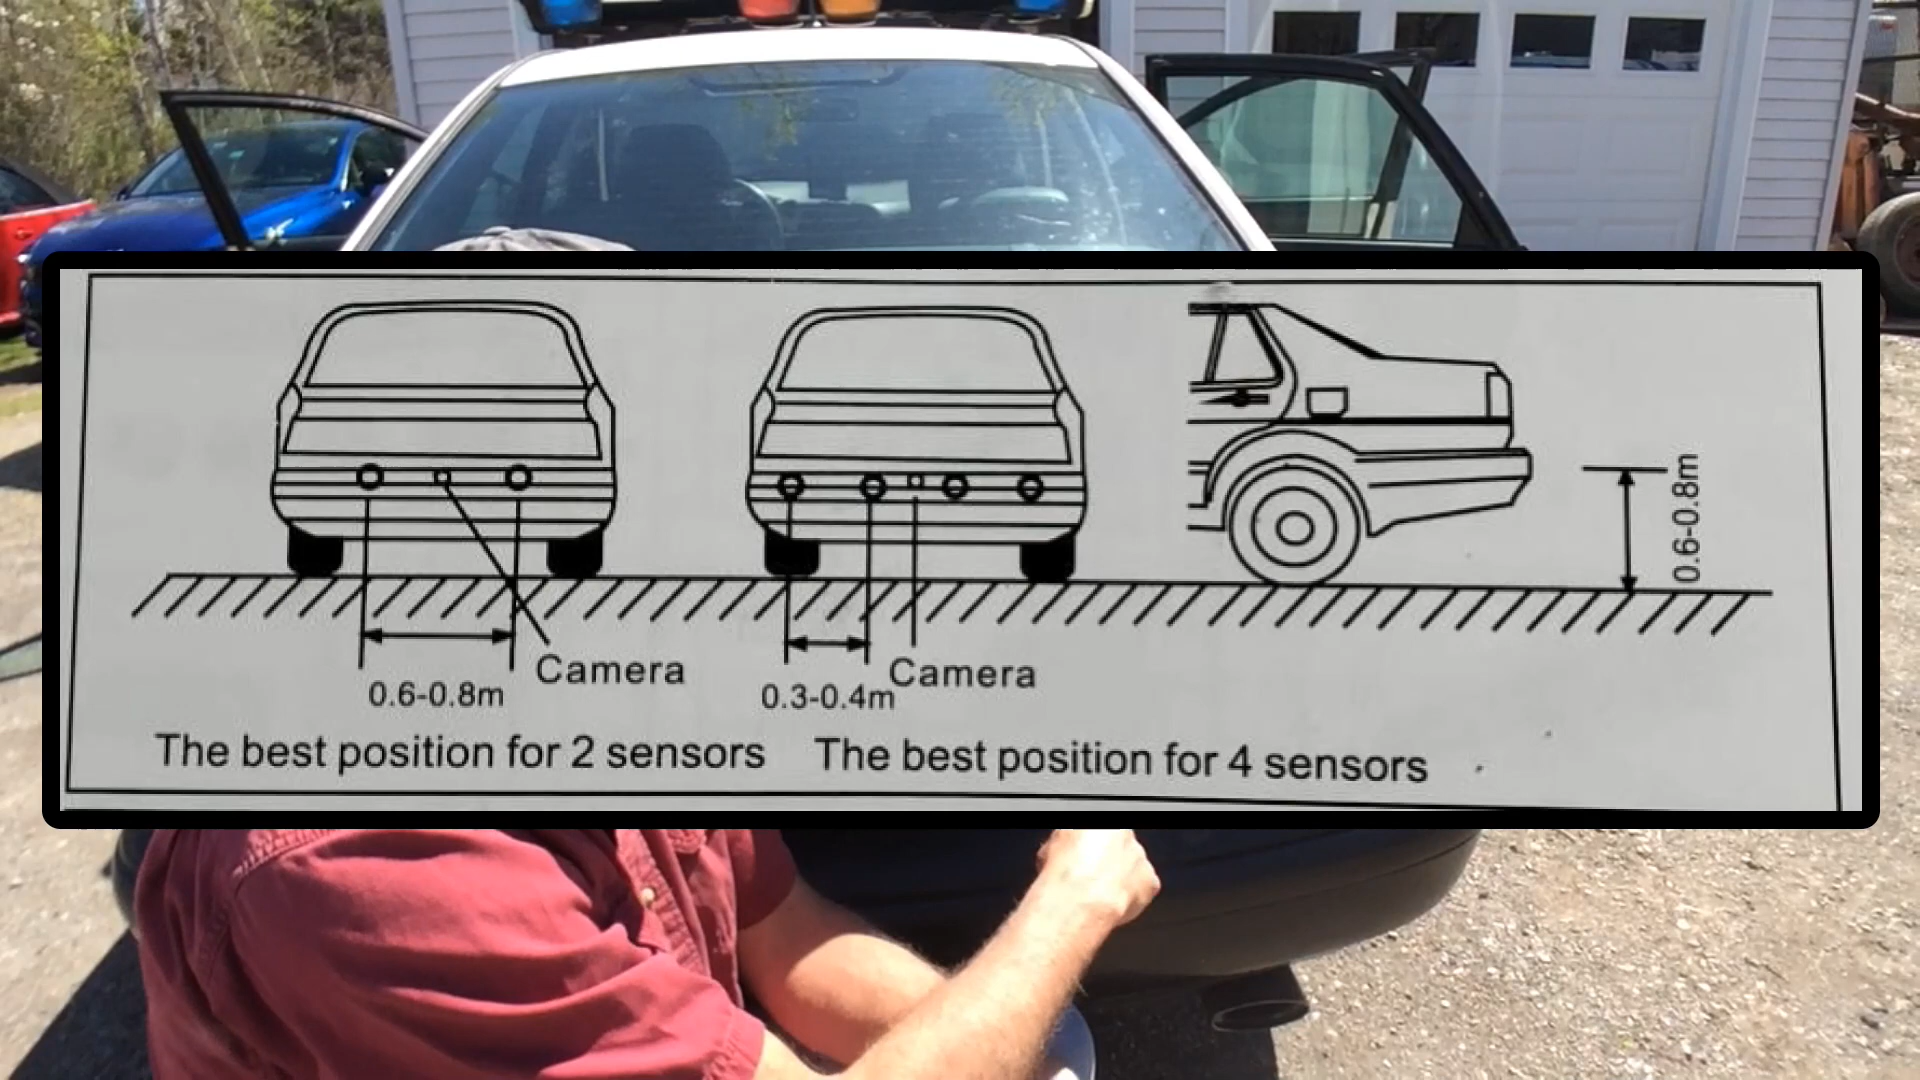 0.6-0.8m
Camera
0.6-0.8m
0.3-0.4m
Camera
The best position for 2 sensors
The best position for 4 sensors